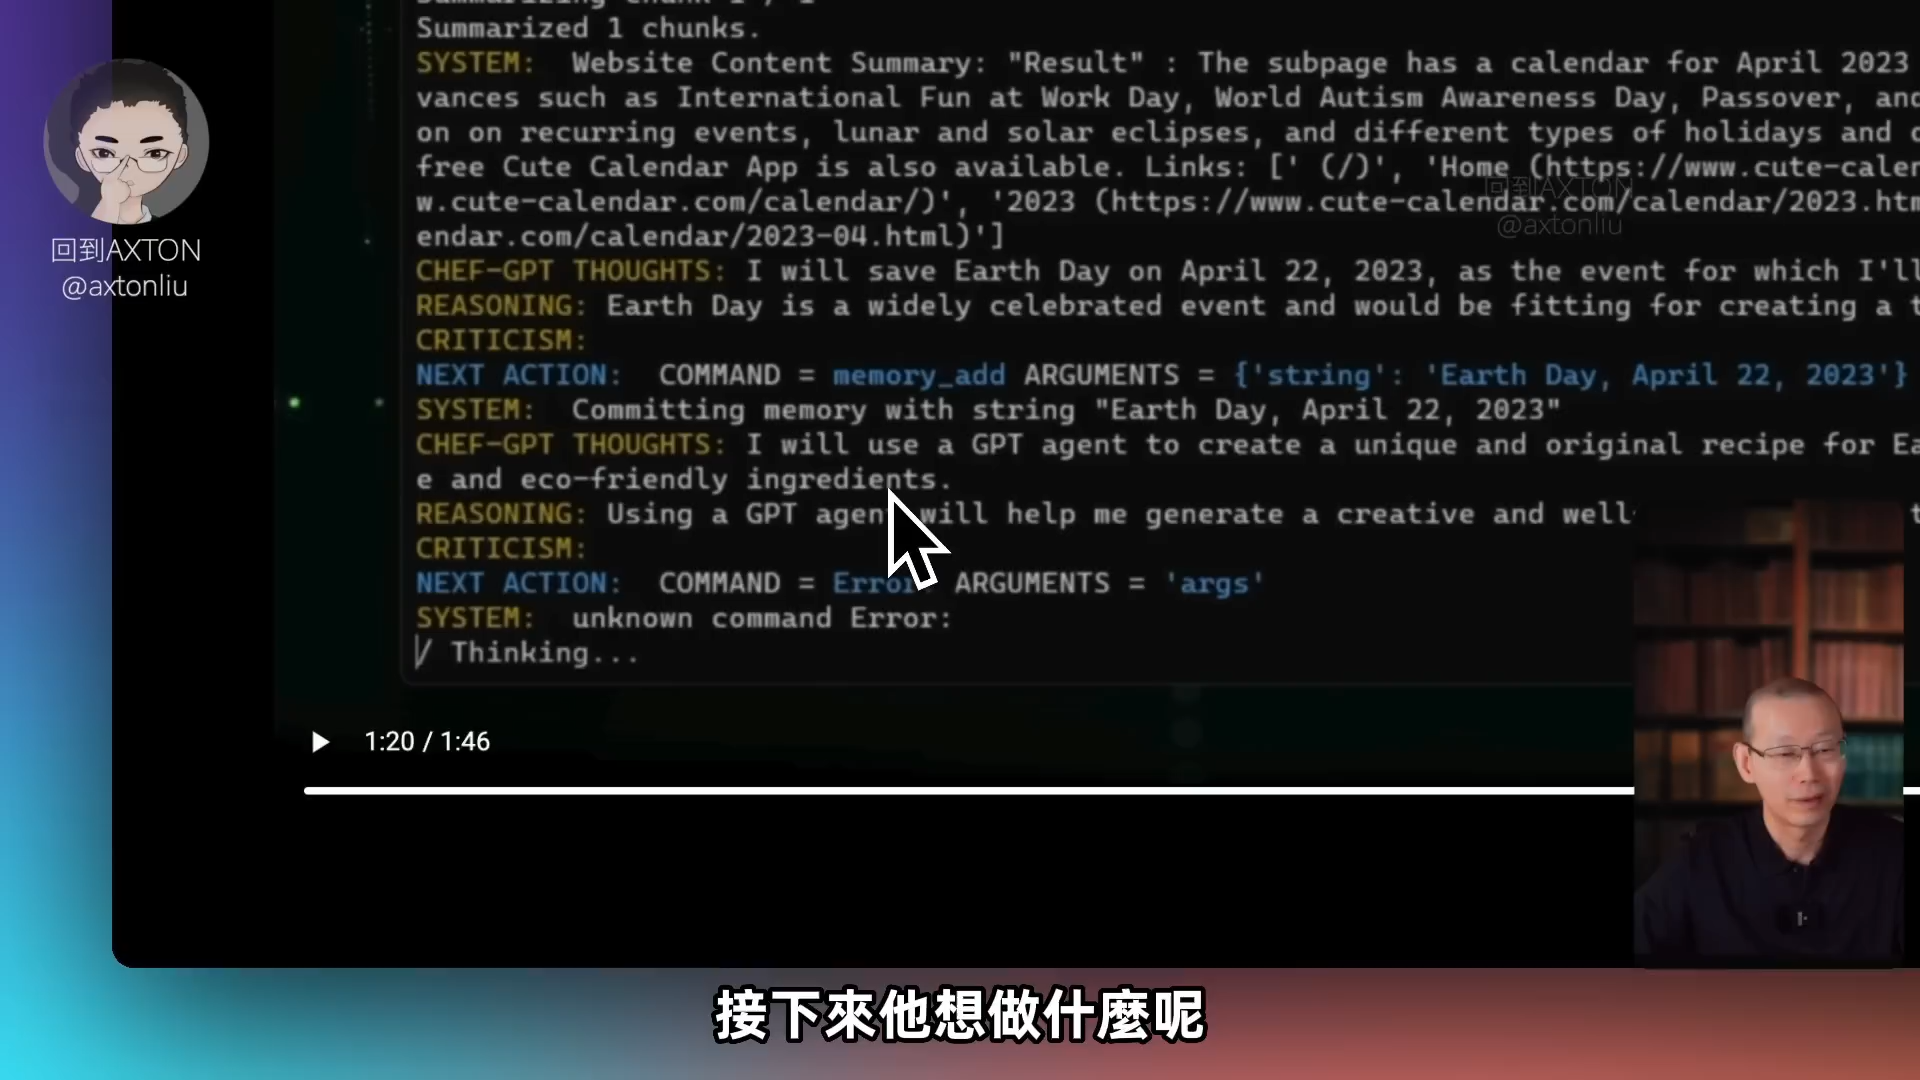 Summarized 1 chunks.
SYSTEM: Website Content Summary: "Result" : The subpage has a calendar for April 2023
vances such as International Fun at Work Day, World Autism Awareness Day, Passover, and
on on recurring events, lunar and solar eclipses, and different types of holidays and
free Cute Calendar App is also available. Links: [' (/)', 'Home (https://www.cute-calen
w.cute-calendar.com/calendar/)', '2023 (https://www.cute-calendar.com/calendar/2023.htm
endar.com/calendar/2023-04.html)']
CHEF-GPT THOUGHTS: I will save Earth Day on April 22, 2023, as the event for which I'll
REASONING: Earth Day is a widely celebrated event and would be fitting for creating a t
CRITICISM:
NEXT ACTION: COMMAND = memory_add ARGUMENTS = {'string': 'Earth Day, April 22, 2023'}
SYSTEM: Committing memory with string "Earth Day, April 22, 2023"
CHEF-GPT THOUGHTS: I will use a GPT agent to create a unique and original recipe for Ea
e and eco-friendly ingredients.
REASONING: Using a GPT agent will help me generate a creative and well-
CRITICISM:
NEXT ACTION: COMMAND = Error: ARGUMENTS = 'args'
SYSTEM: unknown command Error:
/ Thinking...
1:20 / 1:46
回到AXTON
@axtonliu
回到AXTON
@axtonliu
接下來他想做什麼呢